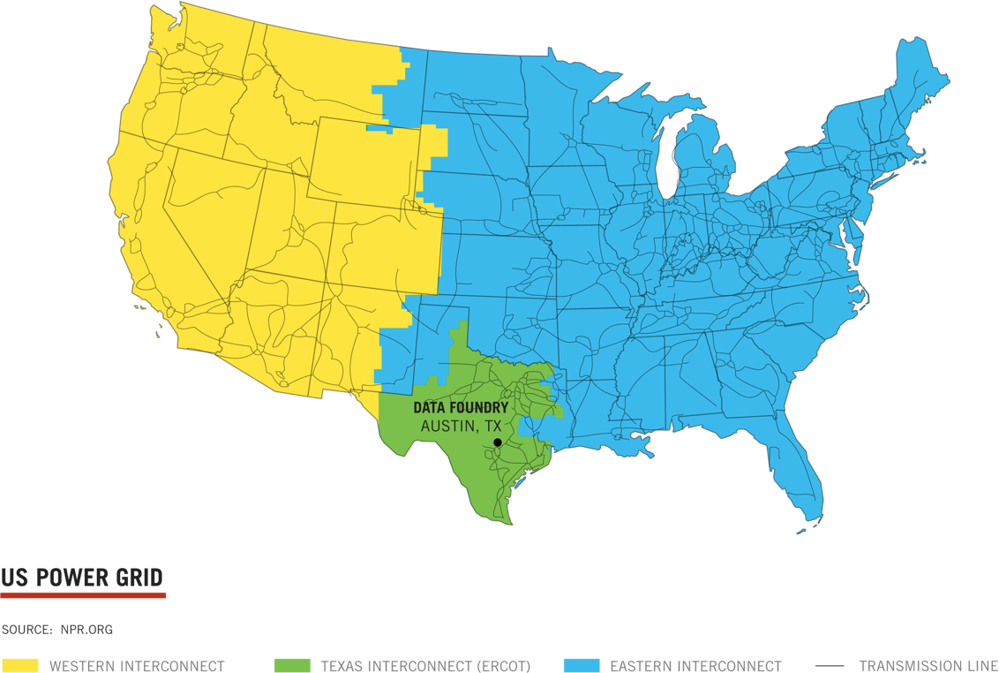 DATA FOUNDRY
AUSTIN, TX
US POWER GRID
SOURCE: NPR.ORG
WESTERN INTERCONNECT
TEXAS INTERCONNECT (ERCOT)
EASTERN INTERCONNECT
TRANSMISSION LINE